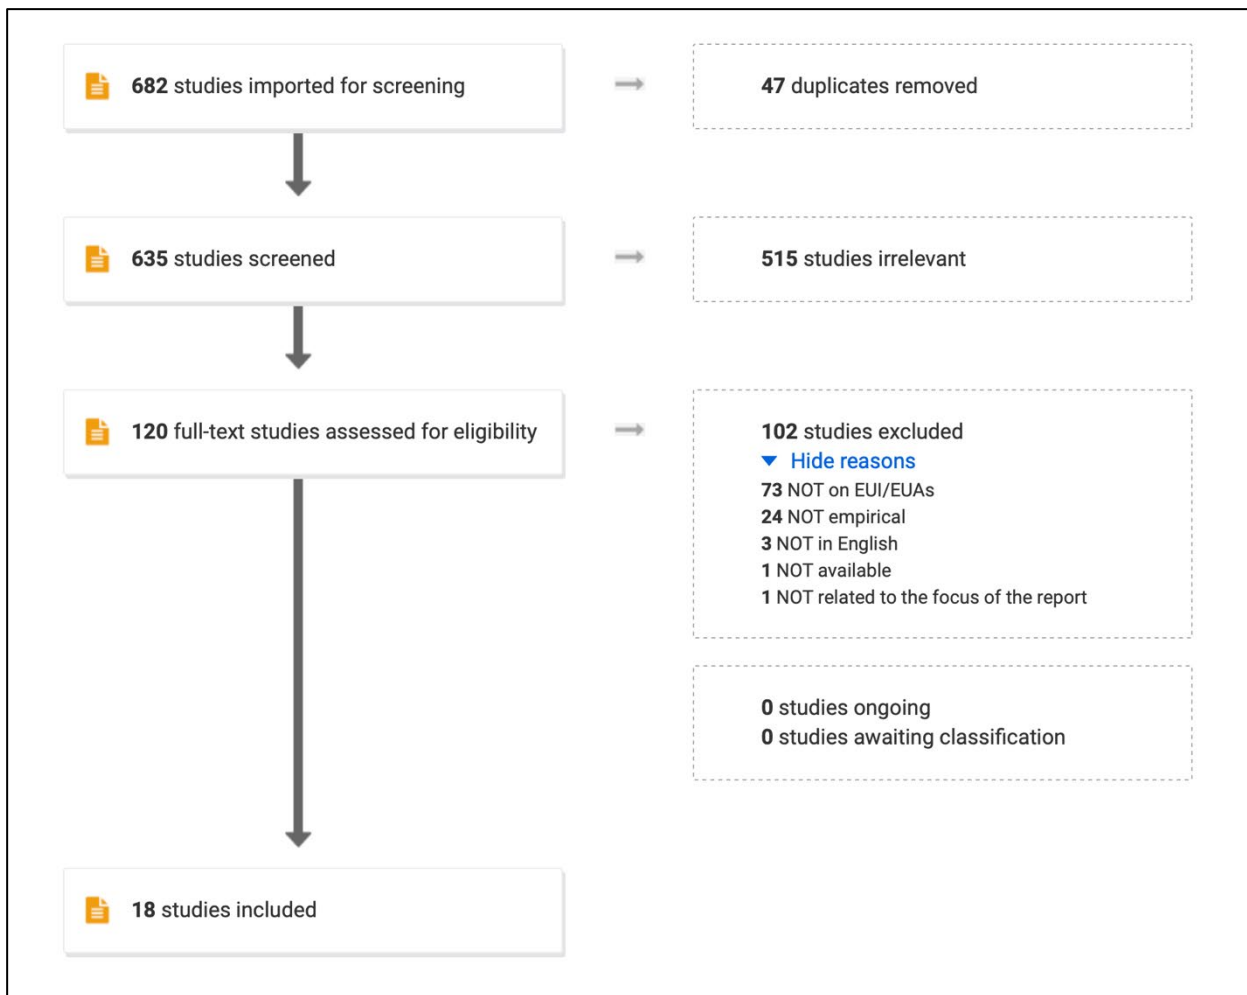 682 studies imported for screening
47 duplicates removed
635 studies screened
515 studies irrelevant
120 full-text studies assessed for eligibility
102 studies excluded
Hide reasons
73 NOT on EUI/EUAs
24 NOT empirical
3 NOT in English
1 NOT available
1 NOT related to the focus of the report
0 studies ongoing
0 studies awaiting classification
18 studies included